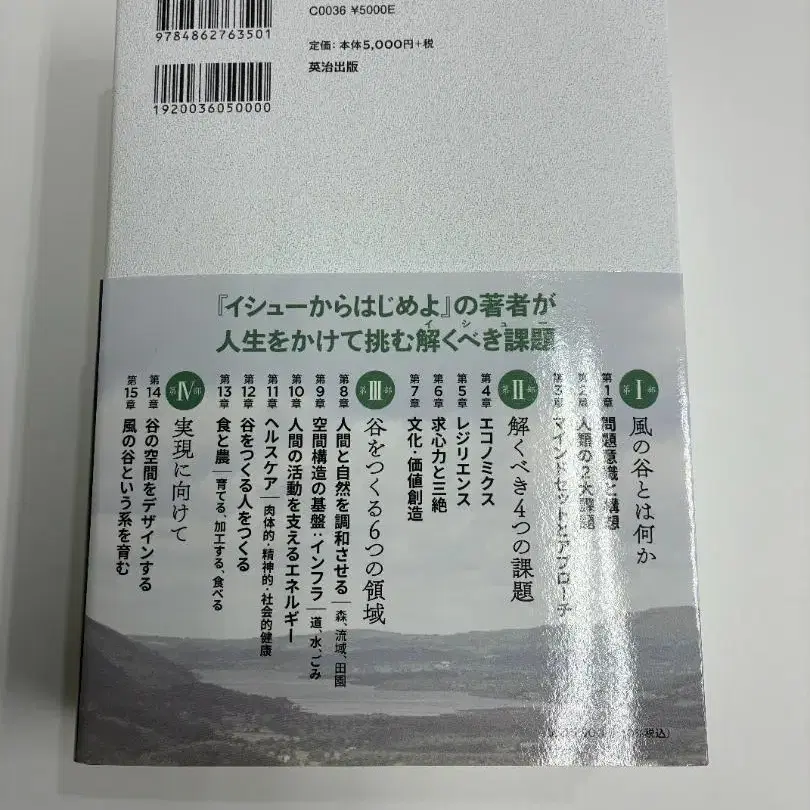 9784862763501
C0036 ¥5000E
定価：本体5,000円+税
英治出版
1920036050000
『イシューからはじめよ』の著者が
人生をかけて挑む解くべき課題
イシュー
第Ⅰ部 風の谷とは何か
第1章 問題意識と構想
第2章 人類の2大課題
第3章 マインドセットとアプローチ
第Ⅱ部 解くべき4つの課題
第4章 エコノミクス
第5章 レジリエンス
第6章 求心力と三絶
第7章 文化・価値創造
第Ⅲ部 谷をつくる6つの領域
第8章 人間と自然を調和させる｜森、流域、田園
第9章 空間構造の基盤：インフラ｜道、水、ごみ
第10章 人間の活動を支えるエネルギー
第11章 ヘルスケア｜肉体的・精神的・社会的健康
第12章 谷をつくる人をつくる
第13章 食と農｜育てる、加工する、食べる
第Ⅳ部 実現に向けて
第14章 谷の空間をデザインする
第15章 風の谷という系を育む
税込)